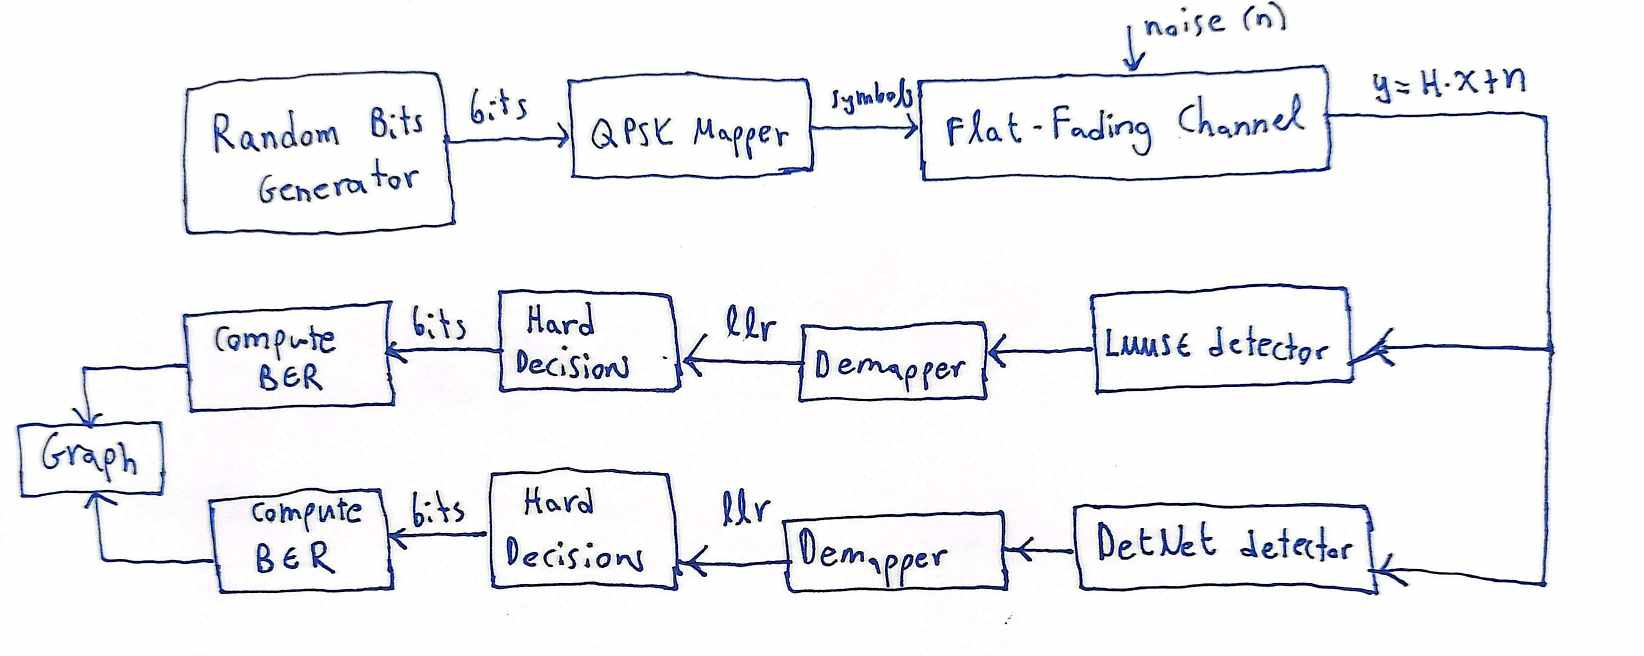 noise (n)
Random Bits
Generator
bits
QPSK Mapper
symbols
Flat-Fading Channel
y=H.x+n
Compute
BER
bits
Hard
Decisions
llr
Demapper
LMMSE detector
Graph
Compute
BER
bits
Hard
Decisions
llr
Demapper
DetNet detector